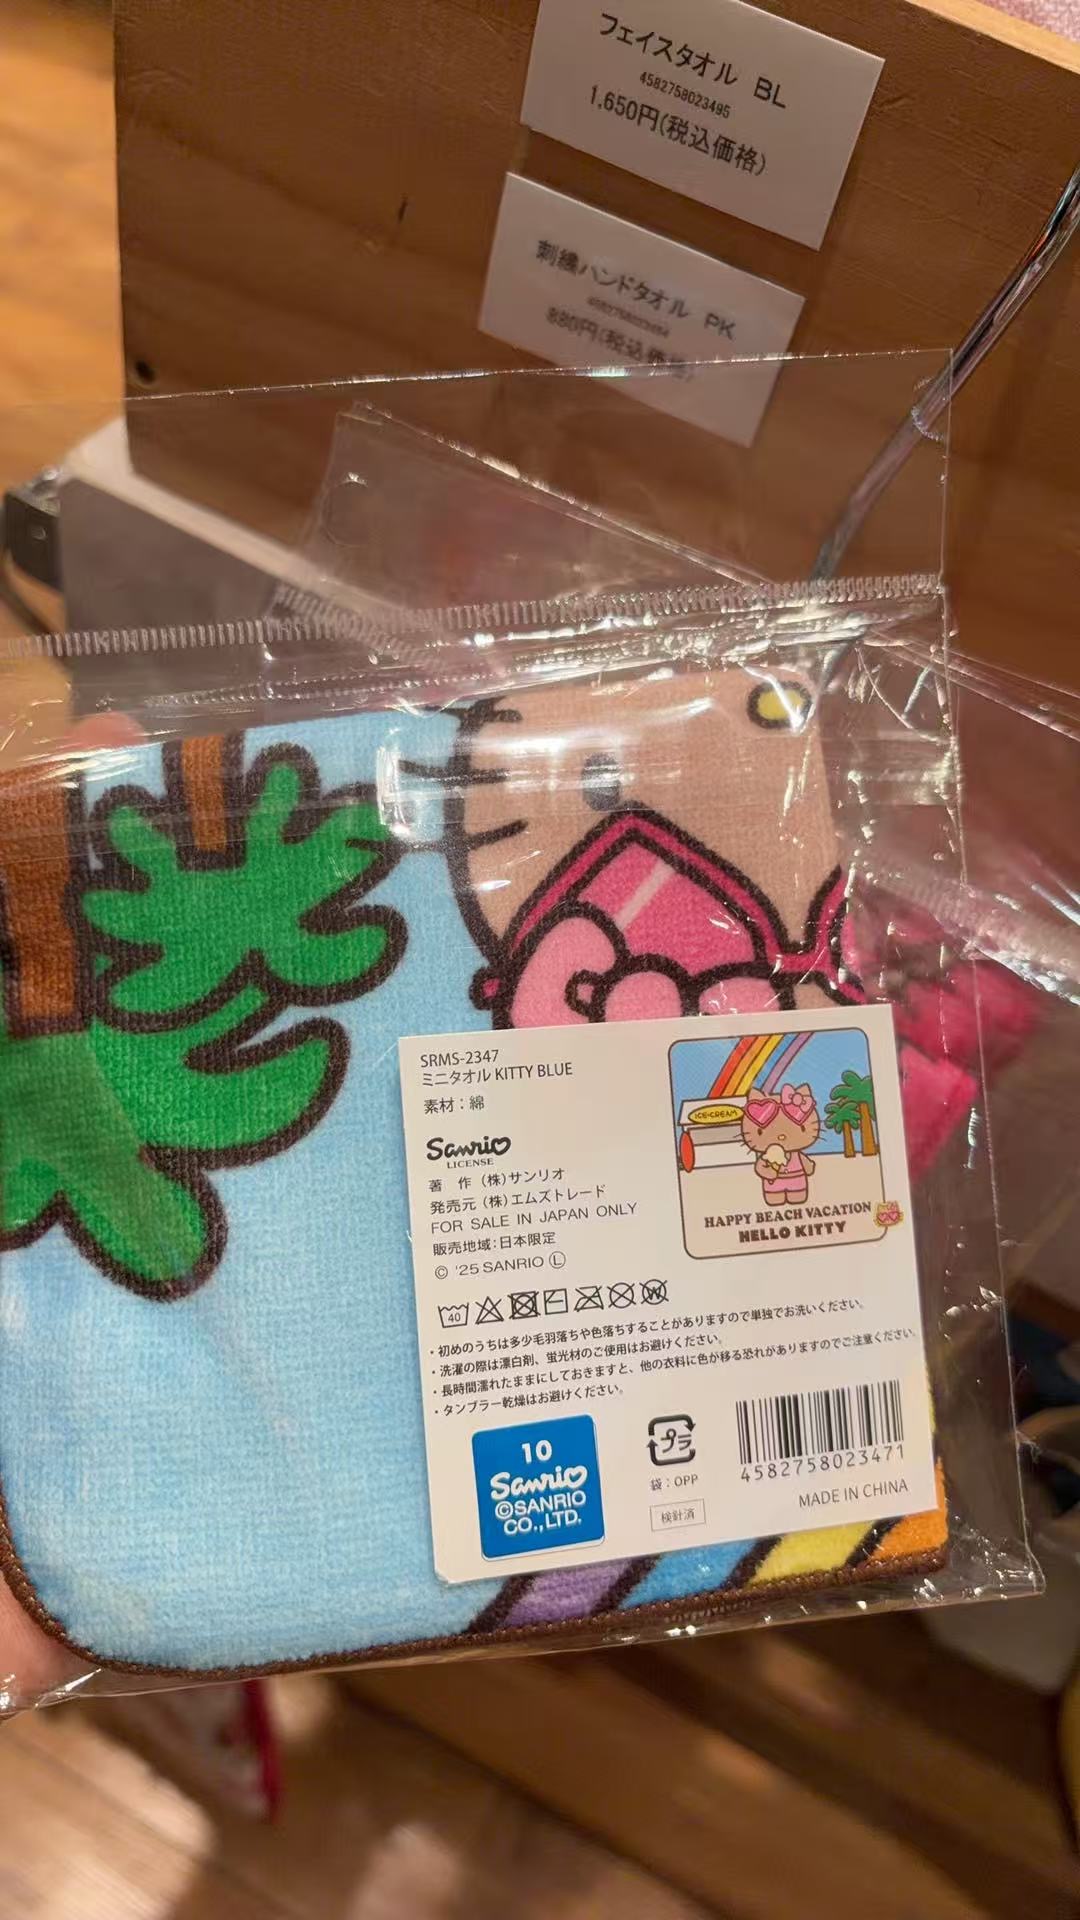 フェイスタオル BL
4582758023495
1,650円(税込価格)
刺繍ハンドタオル PK
880円(税込価格)
SRMS-2347
ミニタオル KITTY BLUE
素材：綿
Sanrio
LICENSE
著 作 (株)サンリオ
発売元 (株)エムズトレード
FOR SALE IN JAPAN ONLY
販売地域:日本限定
© '25 SANRIO Ⓛ
ICE-CREAM
HAPPY BEACH VACATION
HELLO KITTY
40
W
・初めのうちは多少毛羽落ちや色落ちすることがありますので単独でお洗いください。
・洗濯の際は漂白剤、蛍光材のご使用はお避けください。
・長時間濡れたままにしておきますと、他の衣料に色が移る恐れがありますのでご注意ください。
・タンブラー乾燥はお避けください。
10
Sanrio
©SANRIO
CO.,LTD.
プラ
袋：OPP
検針済
4582758023471
MADE IN CHINA